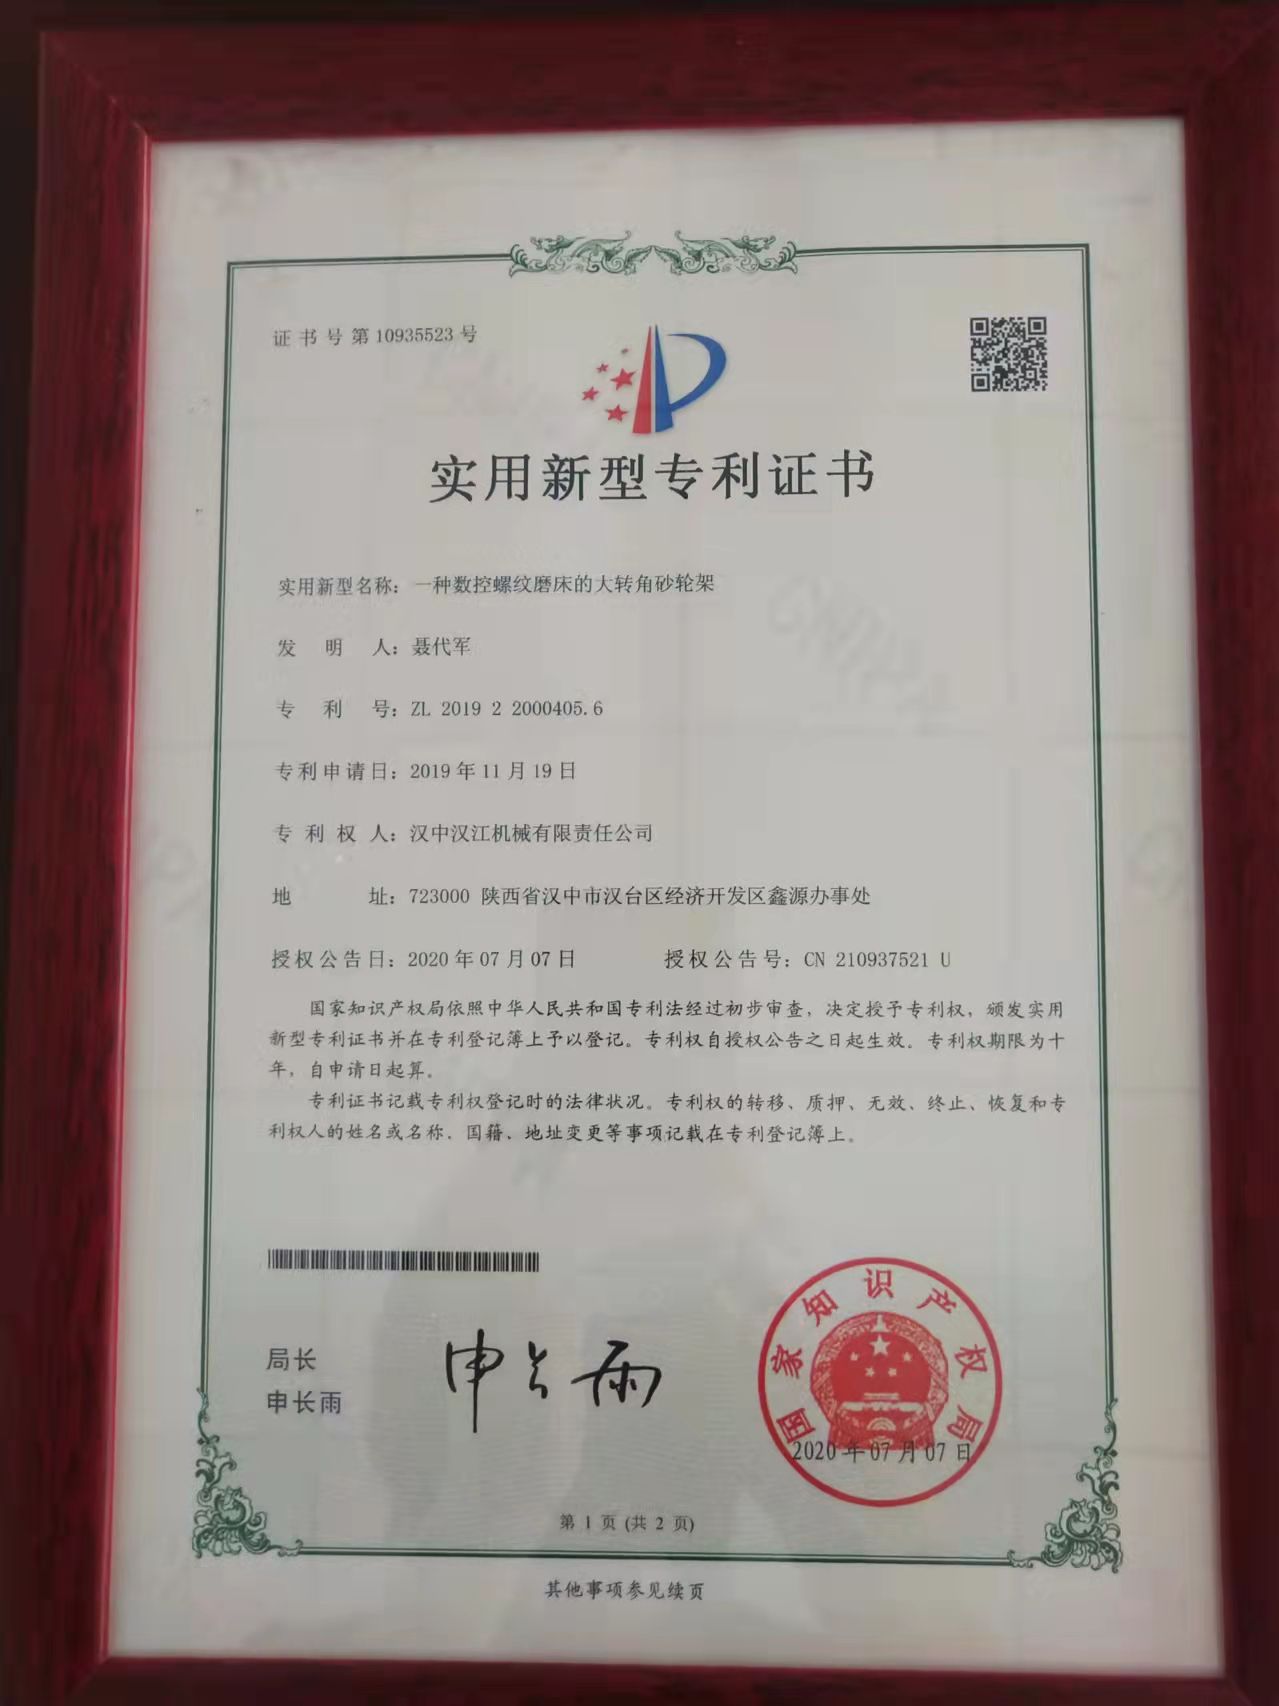 证书号第10935523号
实用新型专利证书
实用新型名称：一种数控螺纹磨床的大转角砂轮架
发明人：聂代军
专利号：ZL 2019 2 2000405.6
专利申请日：2019年11月19日
专利权人：汉中汉江机械有限责任公司
地址：723000 陕西省汉中市汉台区经济开发区鑫源办事处
授权公告日：2020年07月07日 授权公告号：CN 210937521 U
国家知识产权局依照中华人民共和国专利法经过初步审查，决定授予专利权，颁发实用
新型专利证书并在专利登记簿上予以登记。专利权自授权公告之日起生效。专利权期限为十
年，自申请日起算。
专利证书记载专利权登记时的法律状况。专利权的转移、质押、无效、终止、恢复和专
利权人的姓名或名称、国籍、地址变更等事项记载在专利登记簿上。
局长
申长雨
申长雨
国家知识产权局
2020年07月07日
第 1 页 (共 2 页)
其他事项参见续页